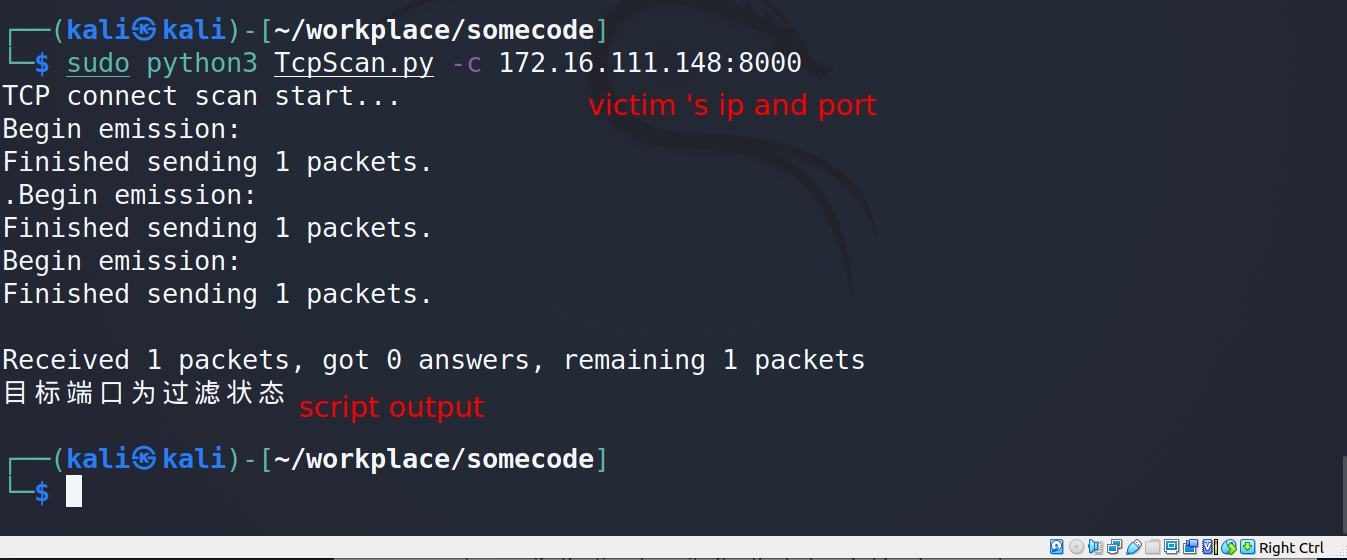 ┌──(kali㉿kali)-[~/workplace/somecode]
└─$ sudo python3 TcpScan.py -c 172.16.111.148:8000
TCP connect scan start...
victim 's ip and port
Begin emission:
Finished sending 1 packets.
.Begin emission:
Finished sending 1 packets.
Begin emission:
Finished sending 1 packets.
Received 1 packets, got 0 answers, remaining 1 packets
目标端口为过滤状态
script output
┌──(kali㉿kali)-[~/workplace/somecode]
└─$
Right Ctrl